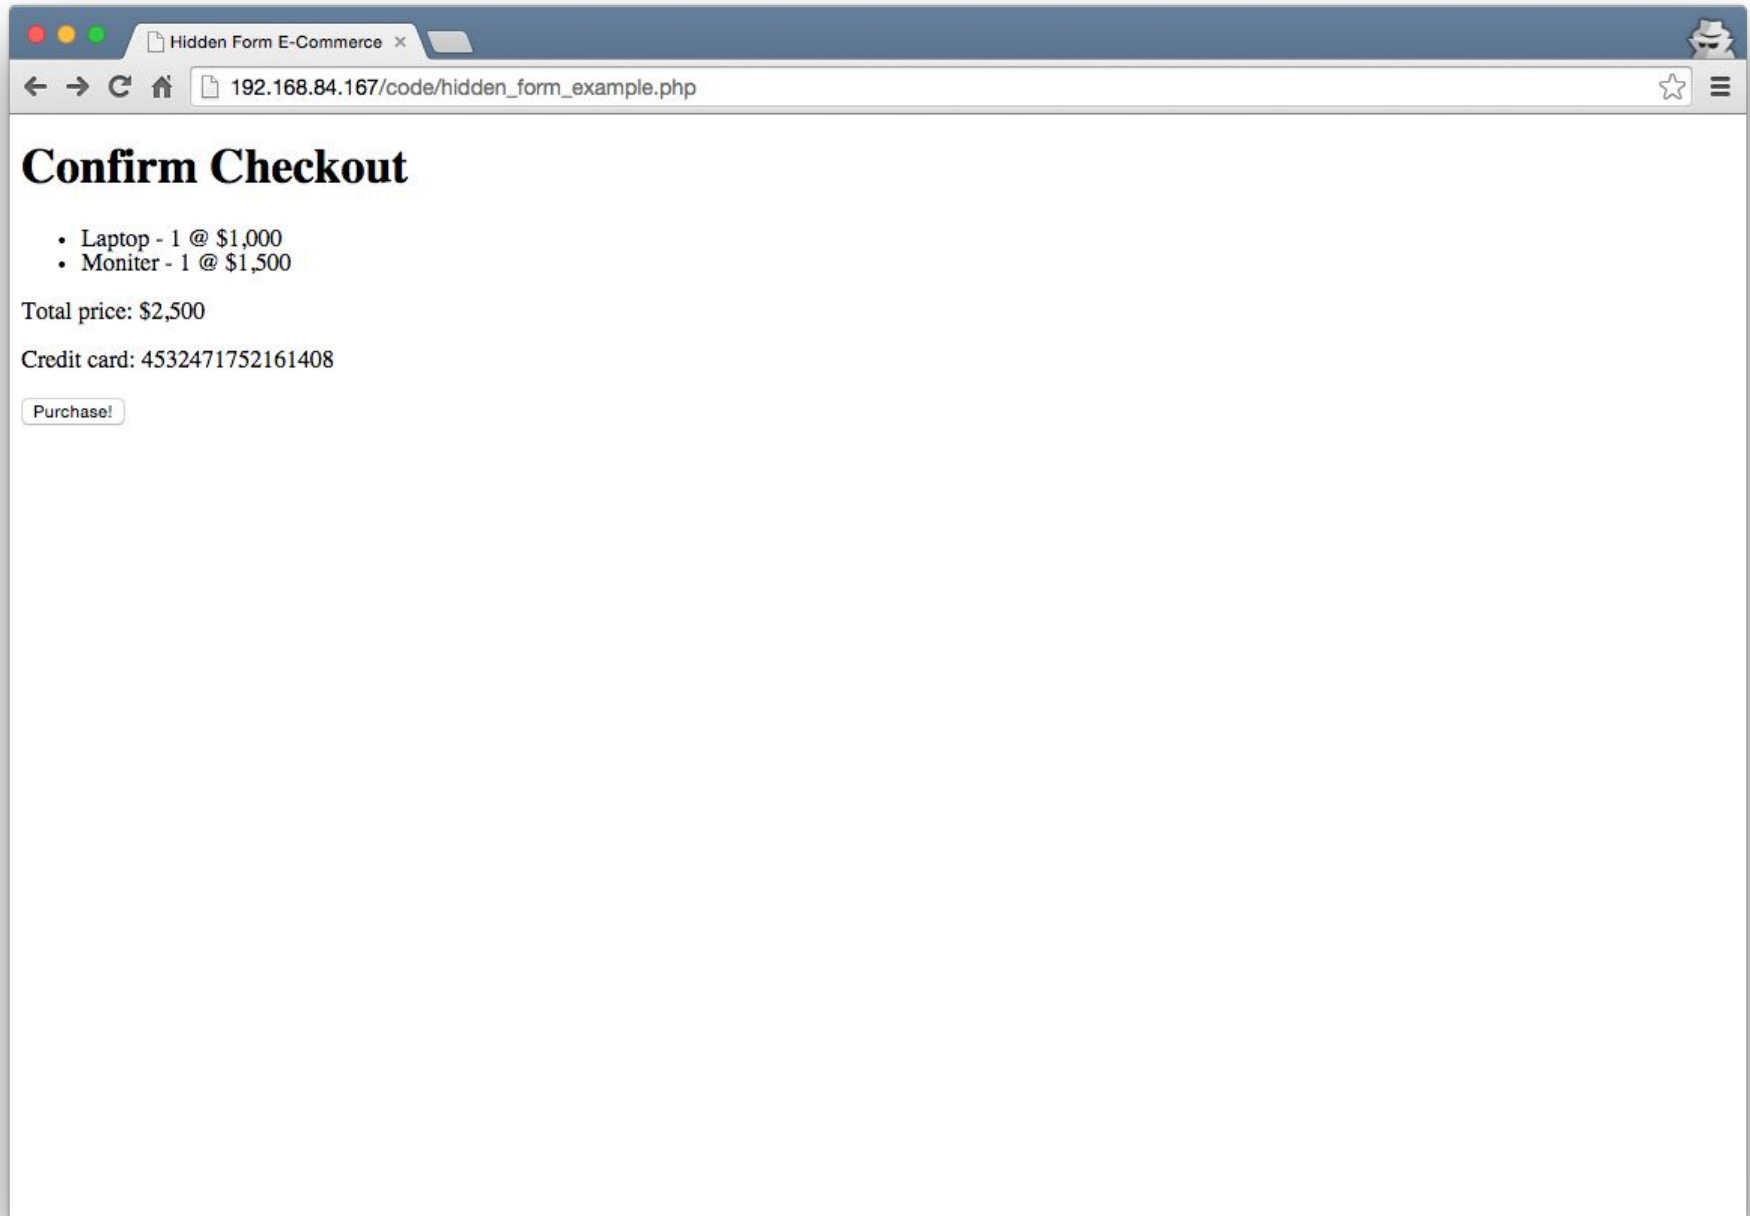 Hidden Form E-Commerce
192.168.84.167/code/hidden_form_example.php
Confirm Checkout
• Laptop - 1 @ $1,000
• Moniter - 1 @ $1,500
Total price: $2,500
Credit card: 4532471752161408
Purchase!